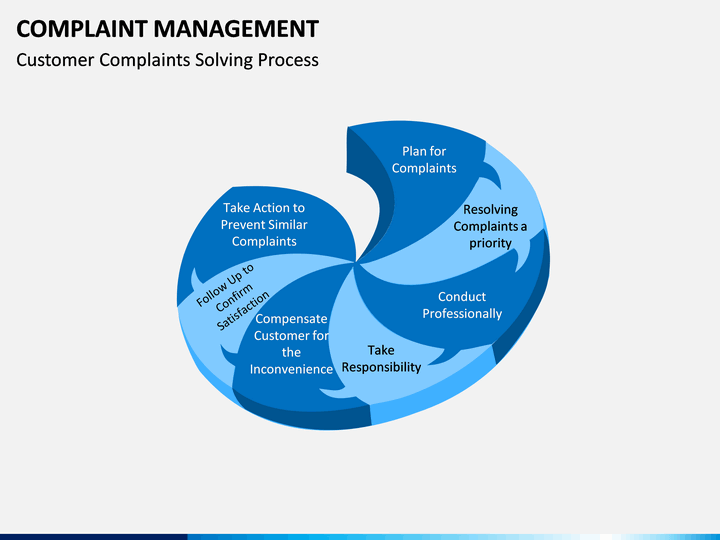 COMPLAINT MANAGEMENT
Customer Complaints Solving Process
Plan for
Complaints
Resolving
Complaints a
priority
Conduct
Professionally
Take
Responsibility
Compensate
Customer for
the
Inconvenience
Follow Up to
Confirm
Satisfaction
Take Action to
Prevent Similar
Complaints